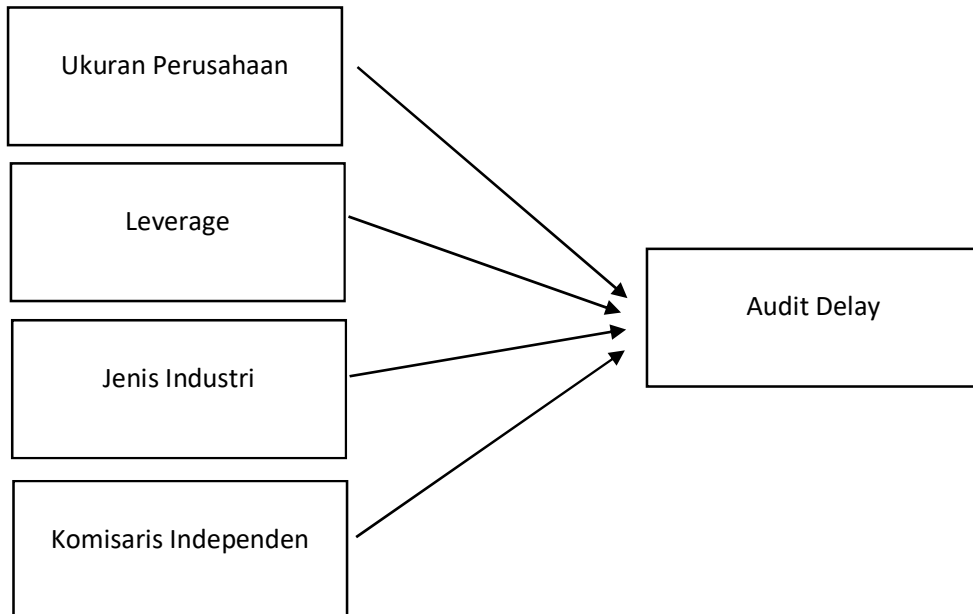 Ukuran Perusahaan
Leverage
Jenis Industri
Komisaris Independen
Audit Delay